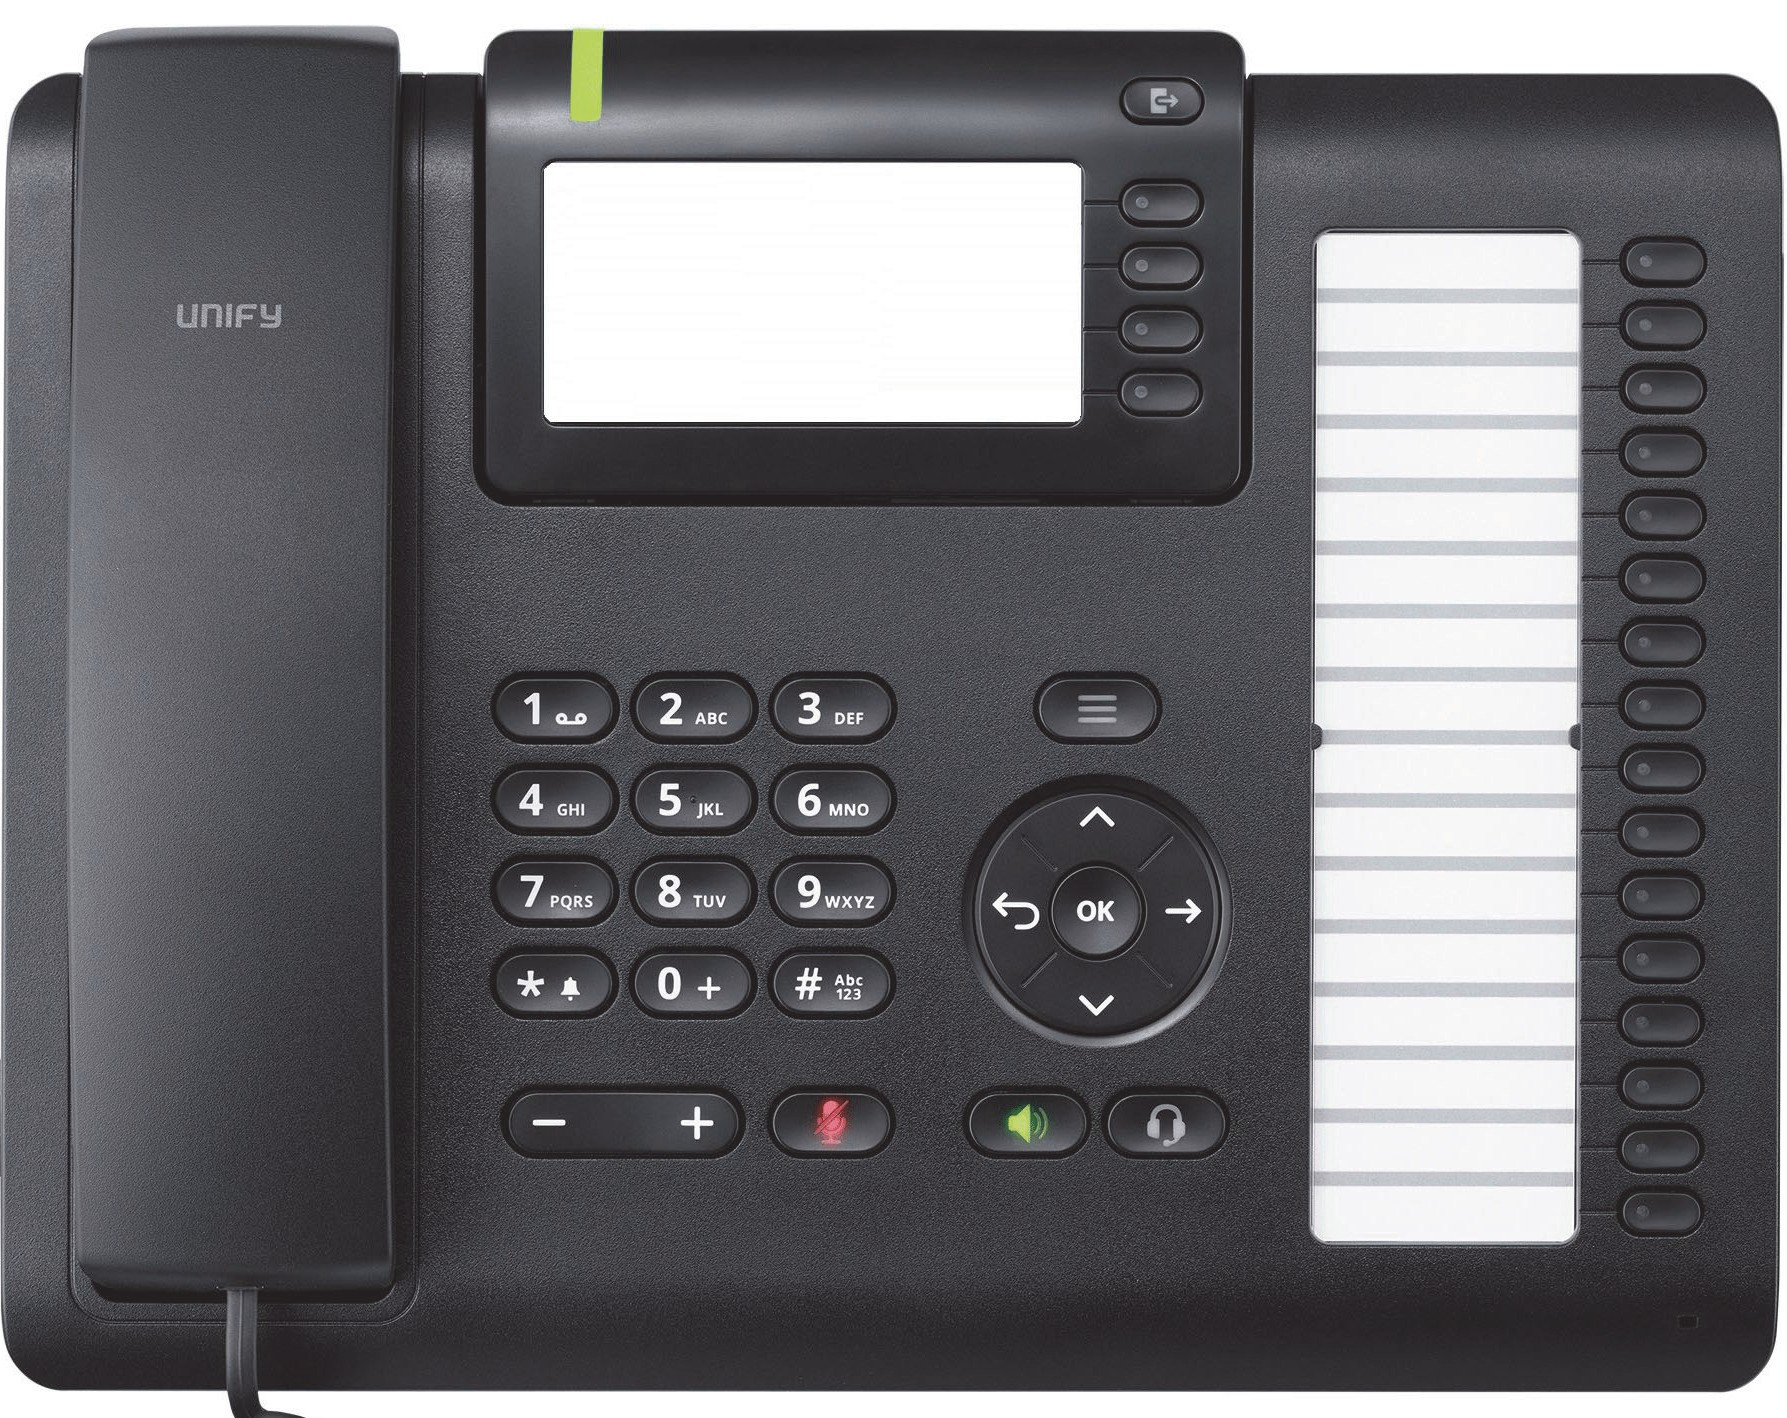 UNIFY
1
2 ABC
3 DEF
4 GHI
5 JKL
6 MNO
7 PQRS
8 TUV
9 WXYZ
*
0 +
# Abc
123
OK
− +